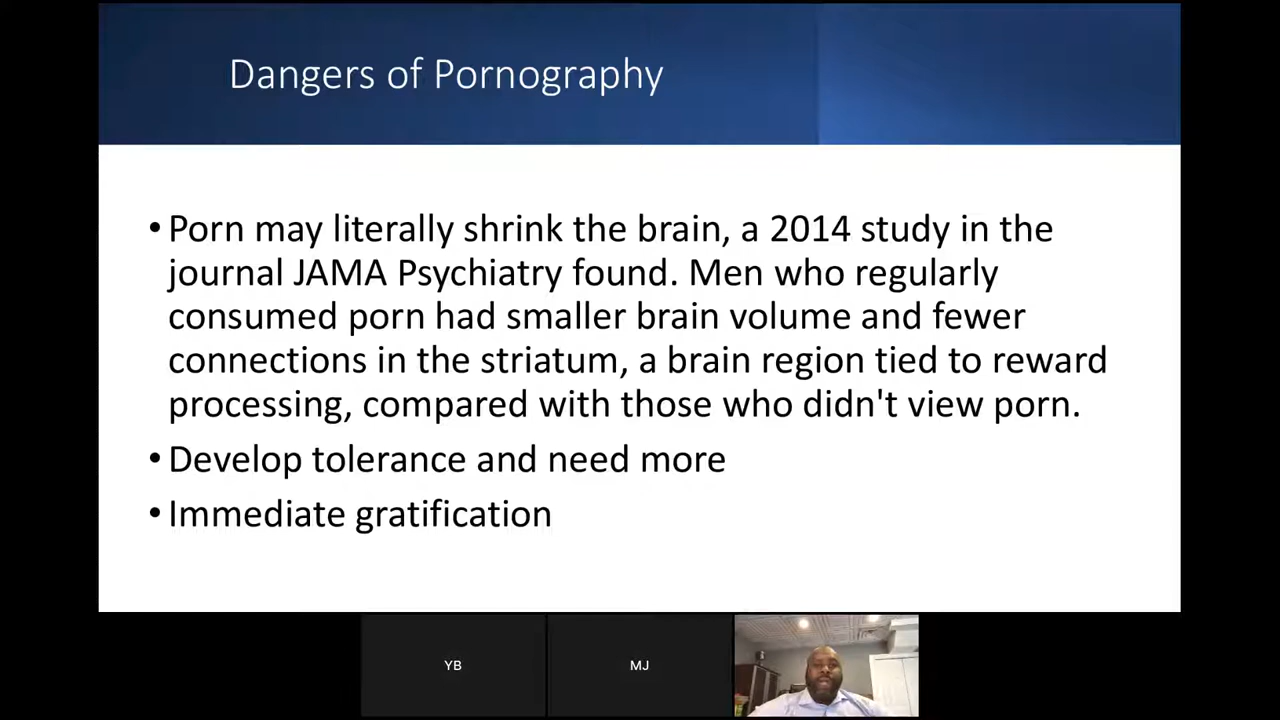 Dangers of Pornography
• Porn may literally shrink the brain, a 2014 study in the
journal JAMA Psychiatry found. Men who regularly
consumed porn had smaller brain volume and fewer
connections in the striatum, a brain region tied to reward
processing, compared with those who didn't view porn.
• Develop tolerance and need more
• Immediate gratification
YB
MJ